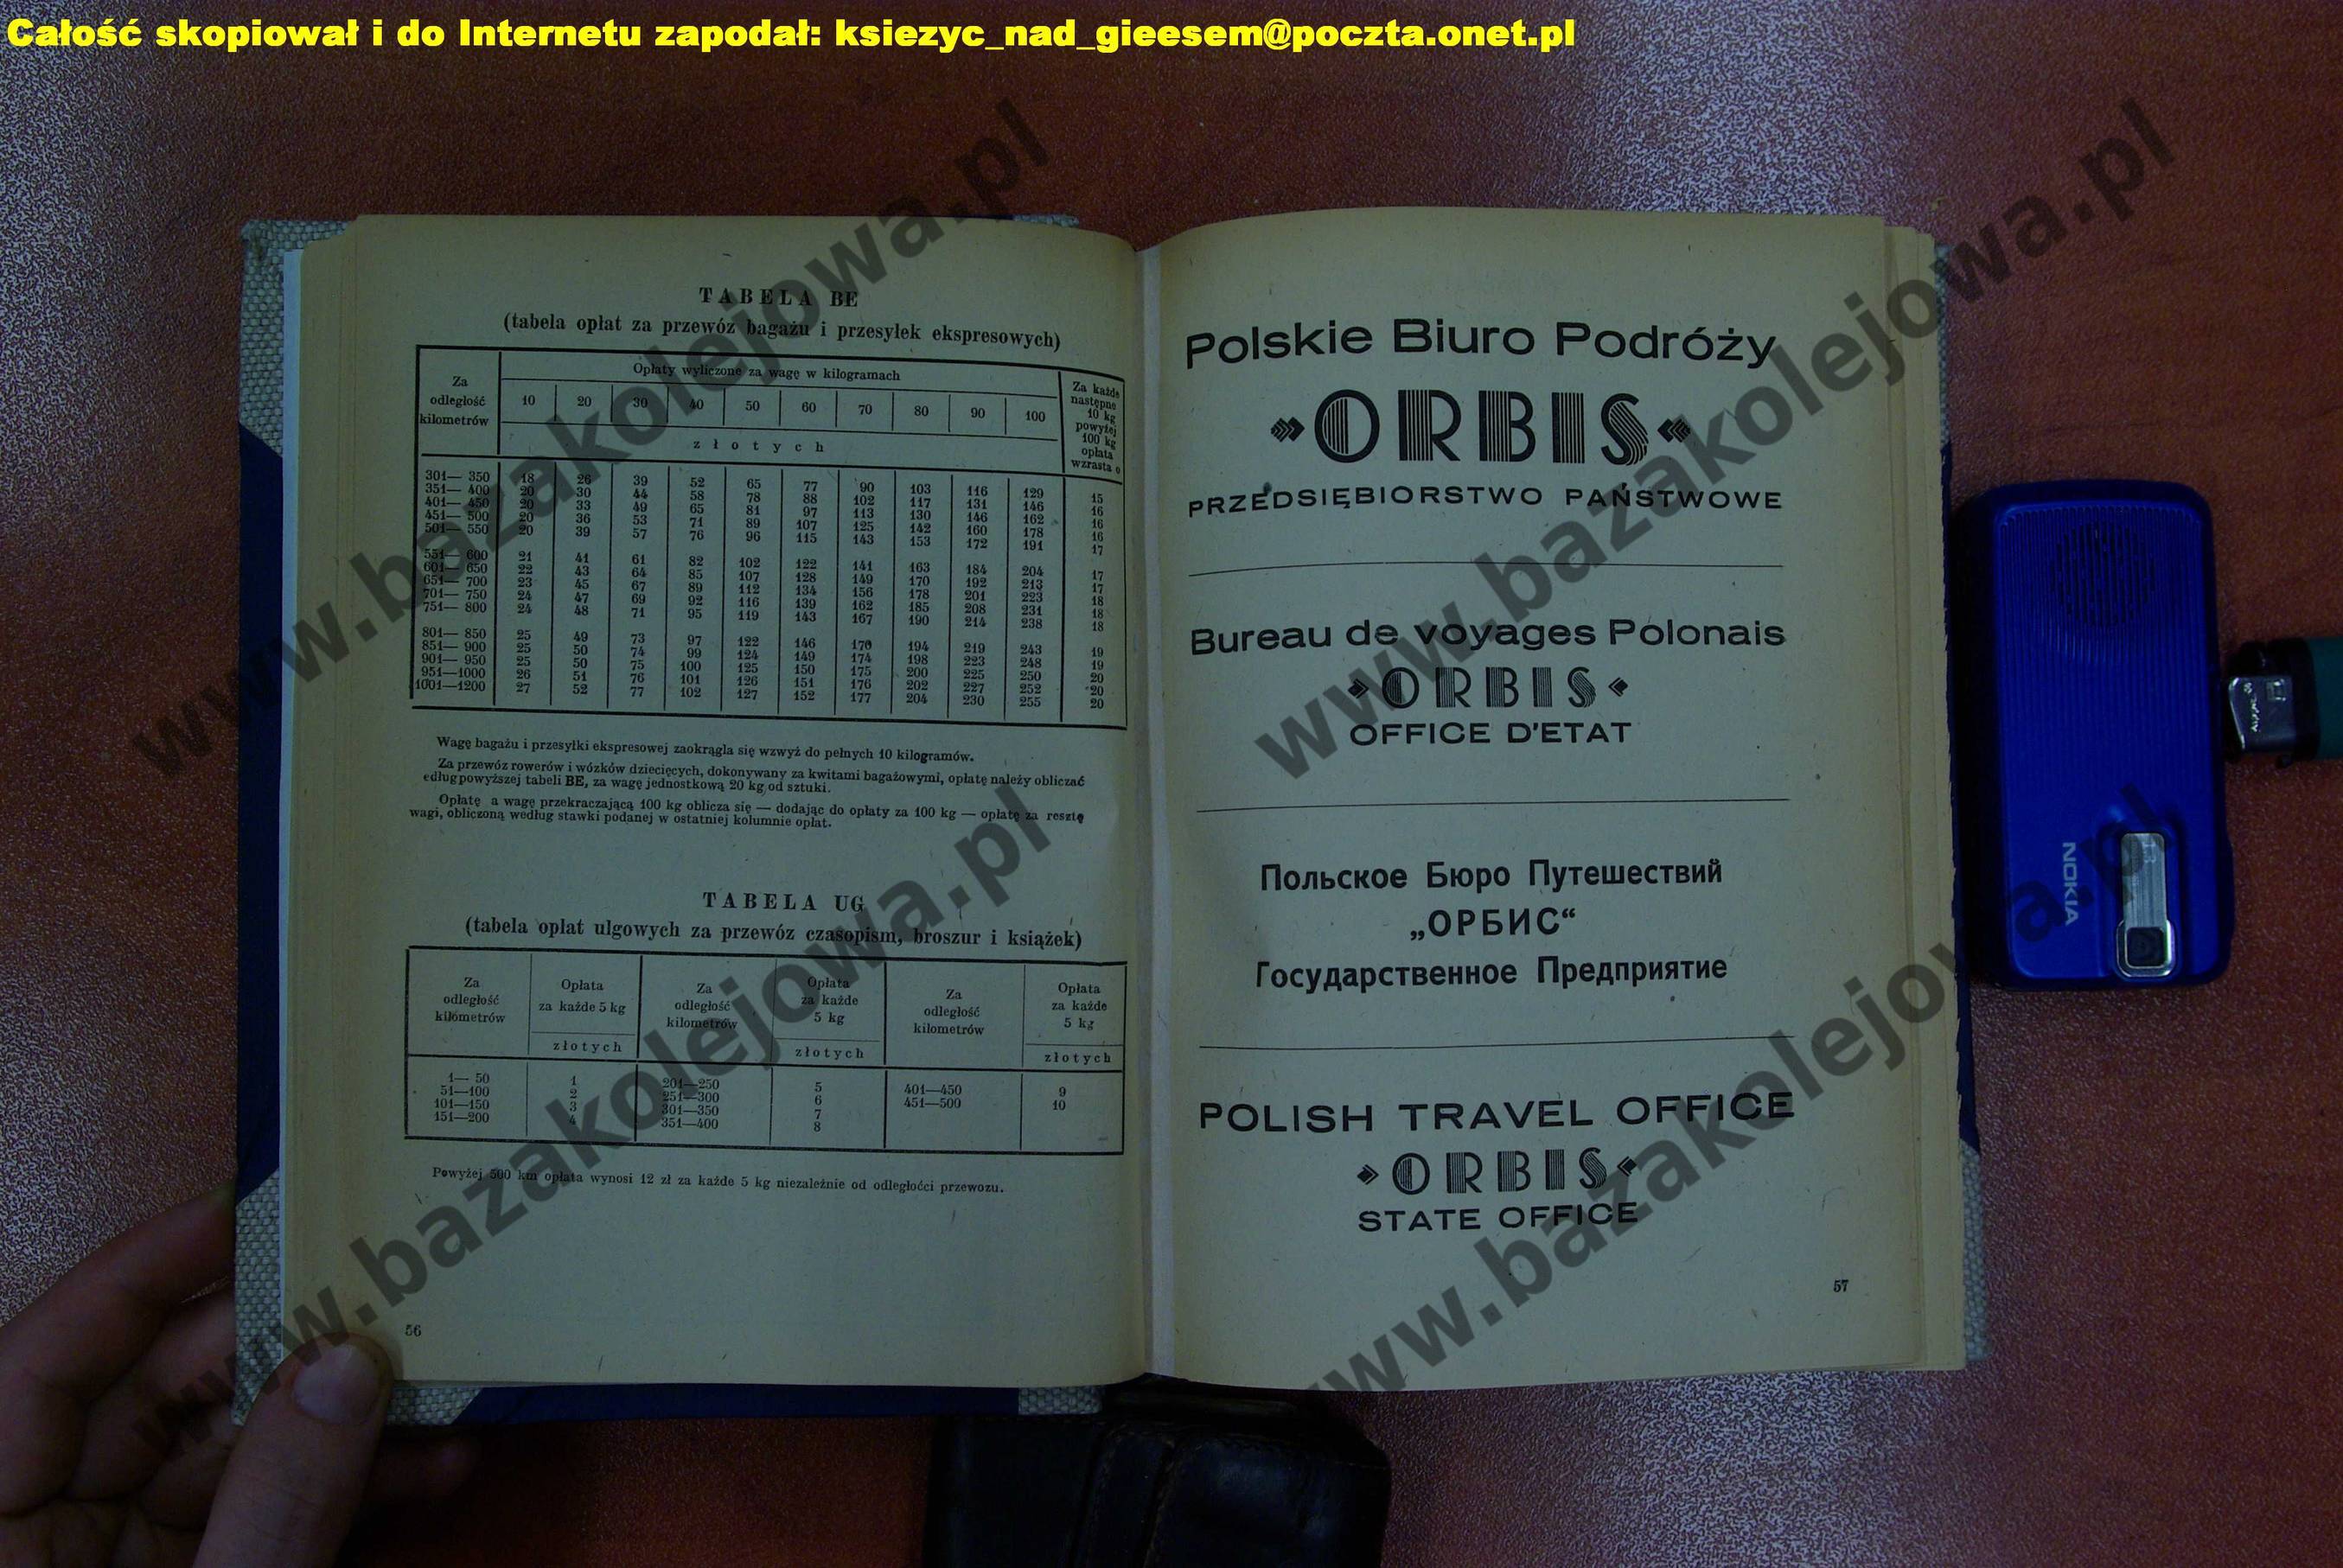 Całość skopiował i do Internetu zapodał: ksiezyc_nad_gieesem@poczta.onet.pl
TABELA BE
(tabela opłat za przewóz bagażu i przesyłek ekspresowych)
Za odległość kilometrów
Opłaty wyliczone za wagę w kilogramach
Za każde następne 10 kg powyżej 100 kg opłata wzrasta o
10 20 30 40 50 60 70 80 90 100
złotych
301— 350 18 26 39 52 65 77 90 103 116 129 15
351— 400 20 30 44 58 78 88 102 117 131 146 16
401— 450 20 33 49 65 81 97 113 130 146 162 16
451— 500 20 36 53 71 89 107 125 142 160 178 16
501— 550 20 39 57 76 96 115 143 153 172 191 17
551— 600 21 41 61 82 102 122 141 163 184 204 17
601— 650 22 43 64 85 107 128 149 170 192 213 17
651— 700 23 45 67 89 112 134 156 178 201 223 18
701— 750 24 47 69 92 116 139 162 185 208 231 18
751— 800 24 48 71 95 119 143 167 190 214 238 18
801— 850 25 49 73 97 122 146 170 194 219 243 19
851— 900 25 50 74 99 124 149 174 198 223 248 19
901— 950 25 50 75 100 125 150 175 200 225 250 20
951—1000 26 51 76 101 126 151 176 202 227 252 20
1001—1200 27 52 77 102 127 152 177 204 230 255 20
Wagę bagażu i przesyłki ekspresowej zaokrągla się wzwyż do pełnych 10 kilogramów.
Za przewóz rowerów i wózków dziecięcych, dokonywany za kwitami bagażowymi, opłatę należy obliczać
edług powyższej tabeli BE, za wagę jednostkową 20 kg od sztuki.
Opłatę a wagę przekraczającą 100 kg oblicza się — dodając do opłaty za 100 kg — opłatę za resztę
wagi, obliczoną według stawki podanej w ostatniej kolumnie opłat.
TABELA UG
(tabela opłat ulgowych za przewóz czasopism, broszur i książek)
Za odległość kilometrów
Opłata za każde 5 kg
złotych
Za odległość kilometrów
Opłata za każde 5 kg
złotych
Za odległość kilometrów
Opłata za każde 5 kg
złotych
1— 50 1 201—250 5 401—450 9
51—100 2 251—300 6 451—500 10
101—150 3 301—350 7
151—200 4 351—400 8
Powyżej 500 km opłata wynosi 12 zł za każde 5 kg niezależnie od odległości przewozu.
56
Polskie Biuro Podróży
ORBIS
PRZEDSIĘBIORSTWO PAŃSTWOWE
Bureau de voyages Polonais
ORBIS
OFFICE D'ETAT
Польское Бюро Путешествий
„ОРБИС“
Государственное Предприятие
POLISH TRAVEL OFFICE
ORBIS
STATE OFFICE
57
NOKIA
www.bazakolejowa.pl
www.bazakolejowa.pl
www.bazakolejowa.pl
www.bazakolejowa.pl